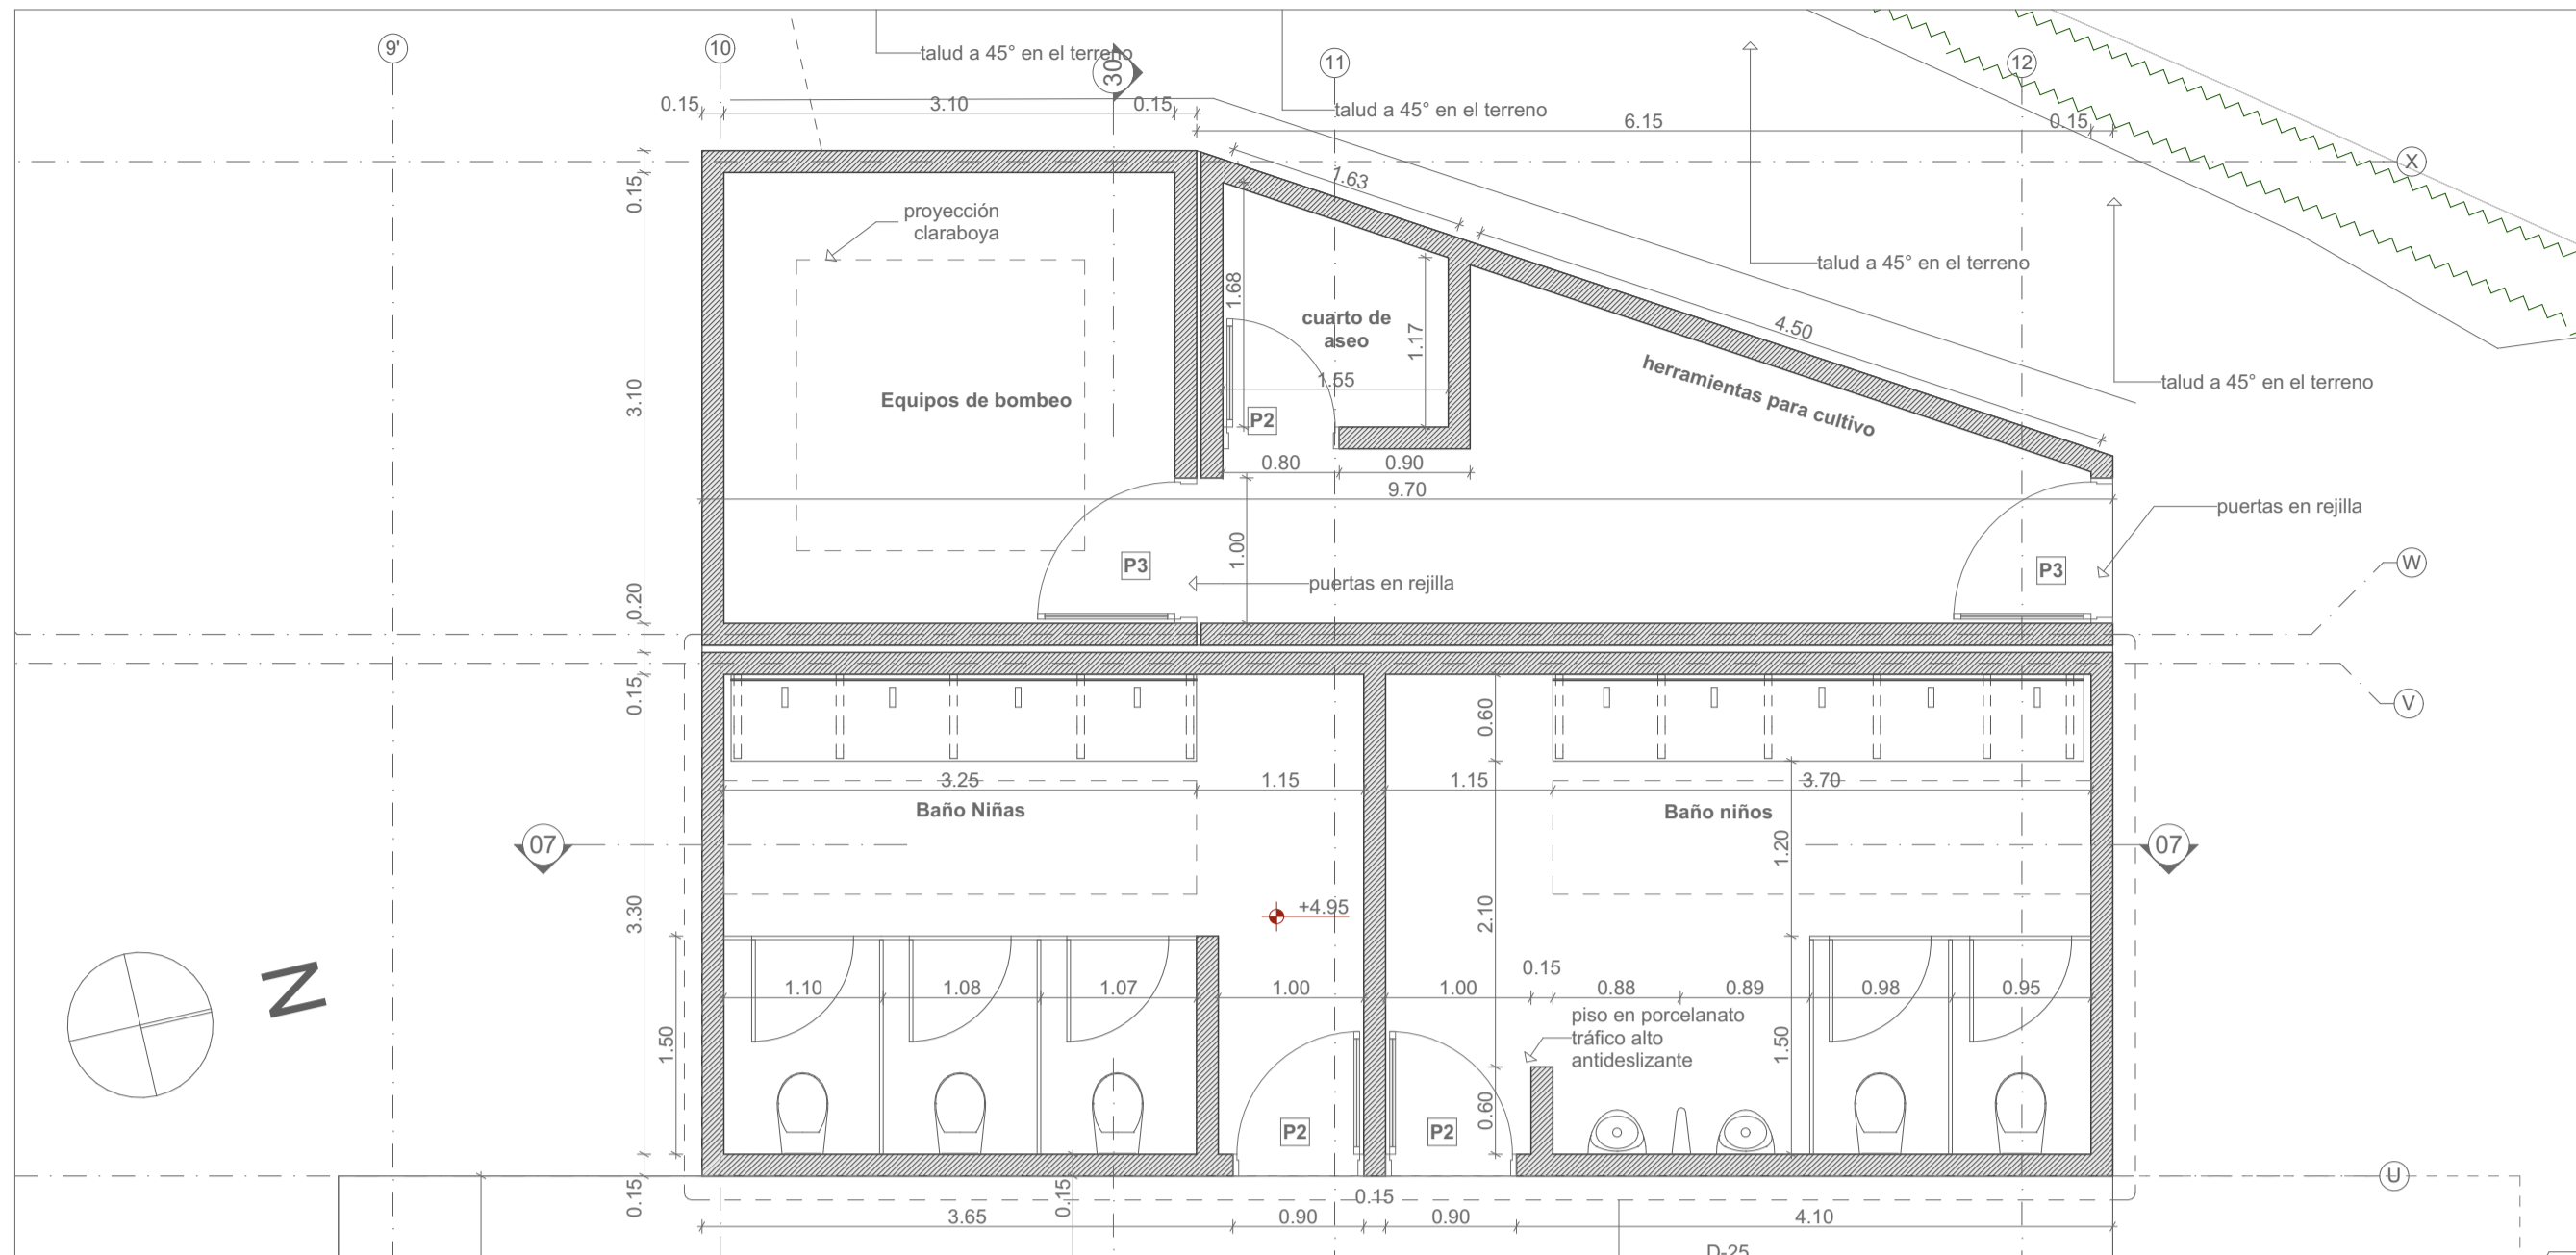 9'
10
talud a 45° en el terreno
30
11
12
0.15
3.10
0.15
talud a 45° en el terreno
6.15
0.15
X
0.15
1.63
proyección
claraboya
talud a 45° en el terreno
1.68
cuarto de
aseo
1.17
4.50
herramientas para cultivo
talud a 45° en el terreno
3.10
Equipos de bombeo
1.55
P2
0.80
0.90
9.70
puertas en rejilla
1.00
P3
puertas en rejilla
P3
W
0.20
0.15
V
0.60
3.25
1.15
1.15
3.70
Baño Niñas
Baño niños
07
1.20
07
3.30
+4.95
2.10
N
0.15
1.10
1.08
1.07
1.00
1.00
0.88
0.89
0.98
0.95
piso en porcelanato
tráfico alto
antideslizante
1.50
1.50
0.60
P2
P2
U
0.15
0.15
0.15
3.65
0.90
0.90
4.10
D-25